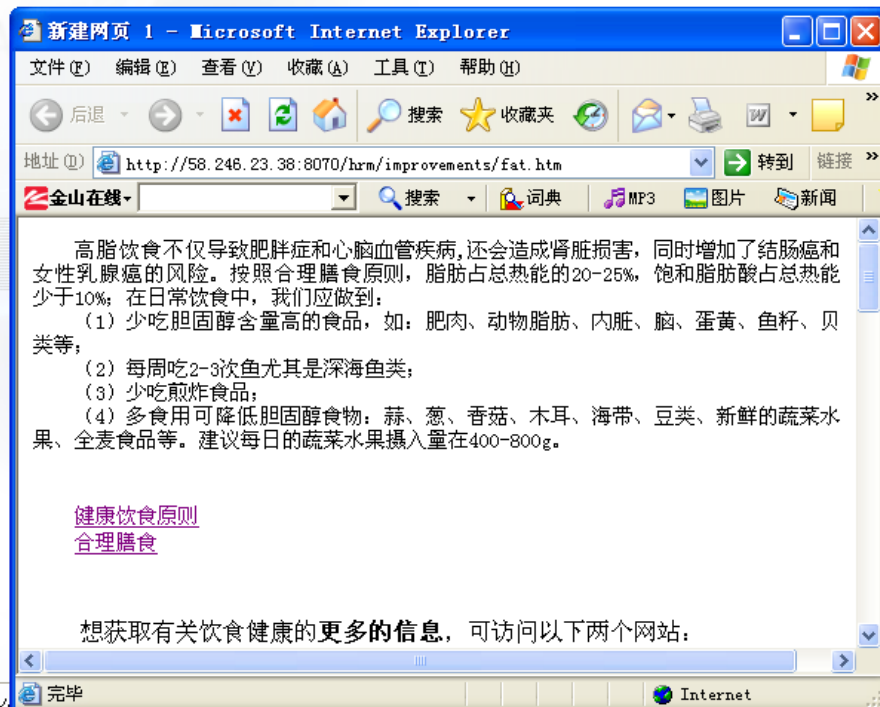 新建网页 1 - Microsoft Internet Explorer
文件(F) 编辑(E) 查看(V) 收藏(A) 工具(T) 帮助(H)
后退 搜索 收藏夹 »
地址(D) http://58.246.23.38:8070/hrm/improvements/fat.htm 转到 链接 »
金山在线 搜索 词典 MP3 图片 新闻
高脂饮食不仅导致肥胖症和心脑血管疾病,还会造成肾脏损害，同时增加了结肠癌和
女性乳腺癌的风险。按照合理膳食原则，脂肪占总热能的20-25%，饱和脂肪酸占总热能
少于10%；在日常饮食中，我们应做到：
（1）少吃胆固醇含量高的食品，如：肥肉、动物脂肪、内脏、脑、蛋黄、鱼籽、贝
类等；
（2）每周吃2-3次鱼尤其是深海鱼类；
（3）少吃煎炸食品；
（4）多食用可降低胆固醇食物：蒜、葱、香菇、木耳、海带、豆类、新鲜的蔬菜水
果、全麦食品等。建议每日的蔬菜水果摄入量在400-800g。
健康饮食原则
合理膳食
想获取有关饮食健康的更多的信息，可访问以下两个网站：
完毕 Internet